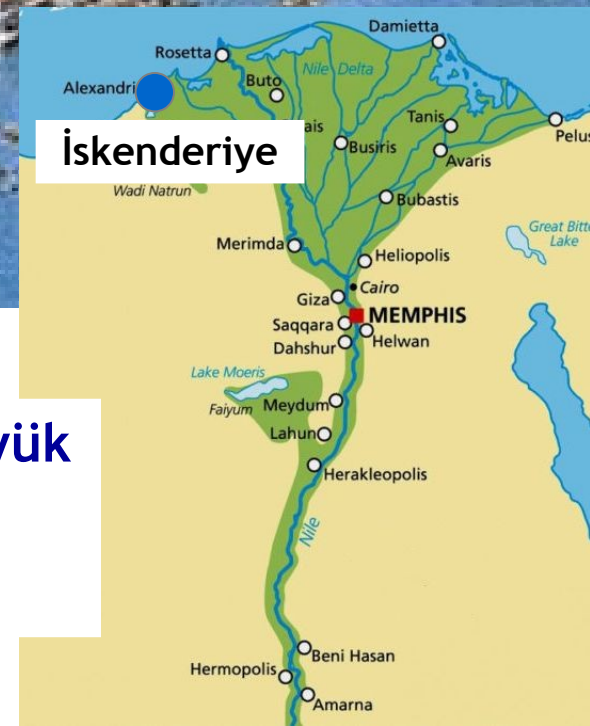 Damietta
Rosetta
Nile Delta
Alexandri
Buto
Tanis
ais
Busiris
Pelus
İskenderiye
Avaris
Wadi Natrun
Bubastis
Great Bitte
Lake
Merimda
Heliopolis
Cairo
Giza
MEMPHIS
Saqqara
Helwan
Dahshur
Lake Moeris
Faiyum
Meydum
yük
Lahun
Herakleopolis
Nile
Beni Hasan
Hermopolis
Amarna